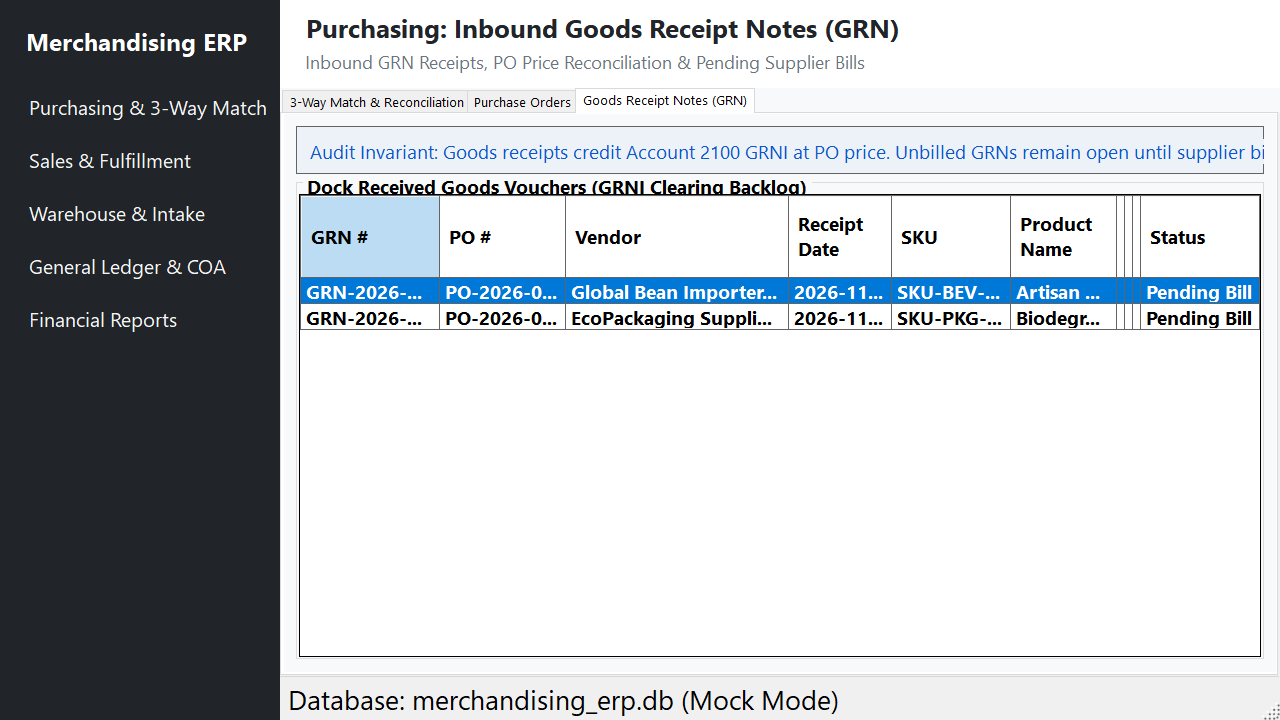 Merchandising ERP
Purchasing & 3-Way Match
Sales & Fulfillment
Warehouse & Intake
General Ledger & COA
Financial Reports
Purchasing: Inbound Goods Receipt Notes (GRN)
Inbound GRN Receipts, PO Price Reconciliation & Pending Supplier Bills
3-Way Match & Reconciliation Purchase Orders Goods Receipt Notes (GRN)
Audit Invariant: Goods receipts credit Account 2100 GRNI at PO price. Unbilled GRNs remain open until supplier bi
Dock Received Goods Vouchers (GRNI Clearing Backlog)
GRN # PO # Vendor Receipt Date SKU Product Name Status
GRN-2026-... PO-2026-0... Global Bean Importer... 2026-11... SKU-BEV-... Artisan ... Pending Bill
GRN-2026-... PO-2026-0... EcoPackaging Suppli... 2026-11... SKU-PKG-... Biodegr... Pending Bill
Database: merchandising_erp.db (Mock Mode)